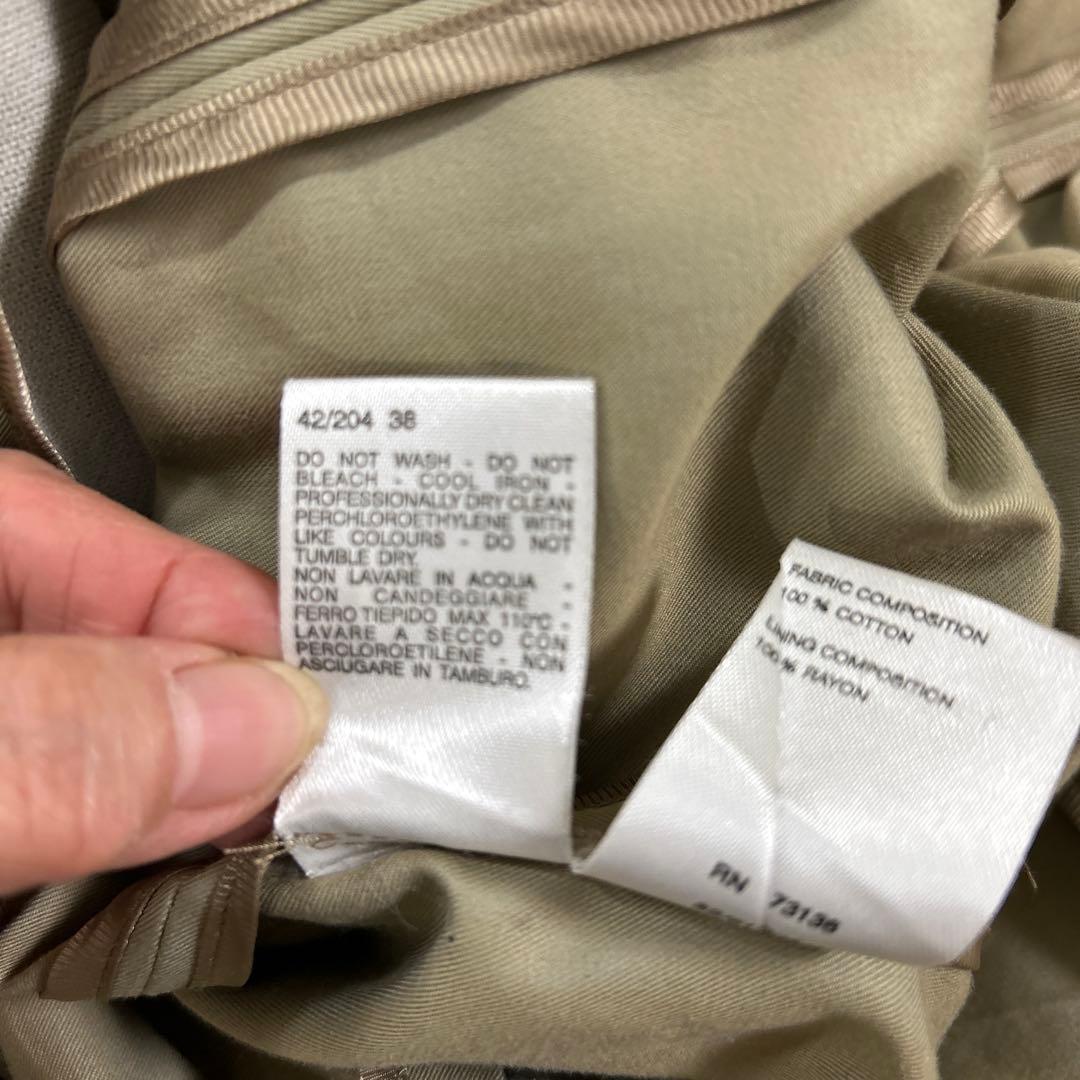 42/204 38
DO NOT WASH - DO NOT
BLEACH - COOL IRON -
PROFESSIONALLY DRY CLEAN
PERCHLOROETHYLENE WITH
LIKE COLOURS - DO NOT
TUMBLE DRY.
NON LAVARE IN ACQUA -
NON CANDEGGIARE -
FERRO TIEPIDO MAX 110°C -
LAVARE A SECCO CON
PERCLOROETILENE - NON
ASCIUGARE IN TAMBURO.
FABRIC COMPOSITION
100 % COTTON
LINING COMPOSITION
100 % RAYON
RN 73136